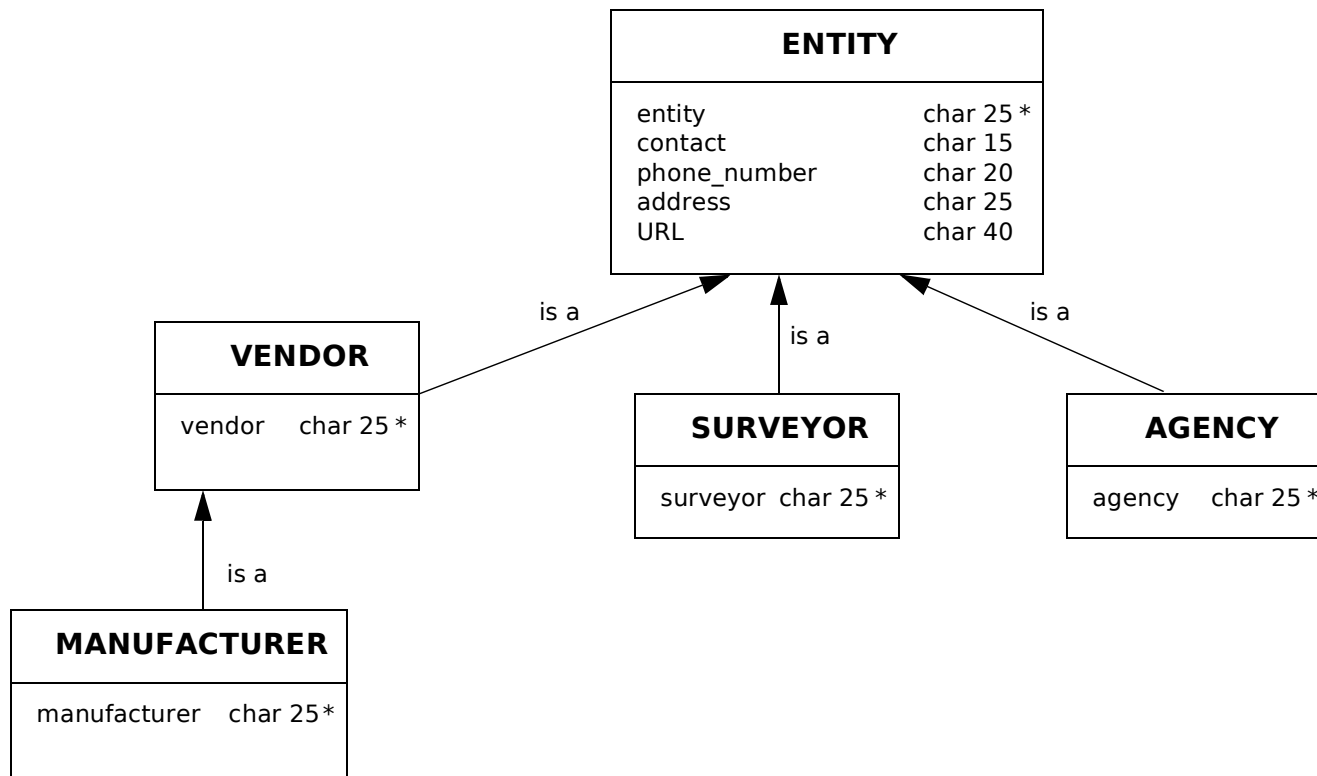 ENTITY
entity char 25 *
contact char 15
phone_number char 20
address char 25
URL char 40
is a
is a
is a
VENDOR
vendor char 25 *
SURVEYOR
surveyor char 25 *
AGENCY
agency char 25 *
is a
MANUFACTURER
manufacturer char 25 *